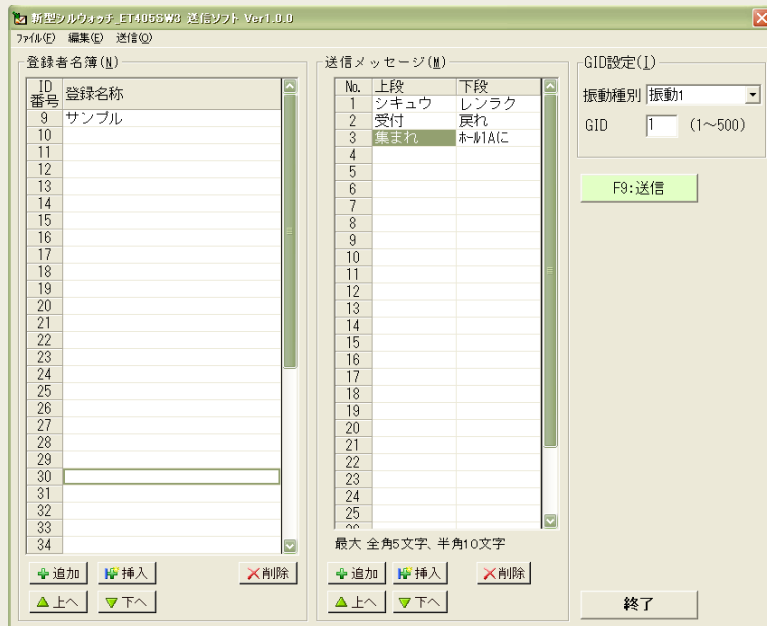 新型シルウォッチ_ET405SW3 送信ソフト Ver1.0.0
ファイル(F) 編集(E) 送信(O)
登録者名簿(N)
ID番号 登録名称
9 サンプル
10
11
12
13
14
15
16
17
18
19
20
21
22
23
24
25
26
27
28
29
30
31
32
33
34
追加 挿入 削除
上へ 下へ
送信メッセージ(M)
No. 上段 下段
1 シキュウ レンラク
2 受付 戻れ
3 集まれ ﾎｰﾙ1Aに
4
5
6
7
8
9
10
11
12
13
14
15
16
17
18
19
20
21
22
23
24
25
26
最大 全角5文字、半角10文字
追加 挿入 削除
上へ 下へ
GID設定(I)
振動種別 振動1
GID 1 (1～500)
F9:送信
終了